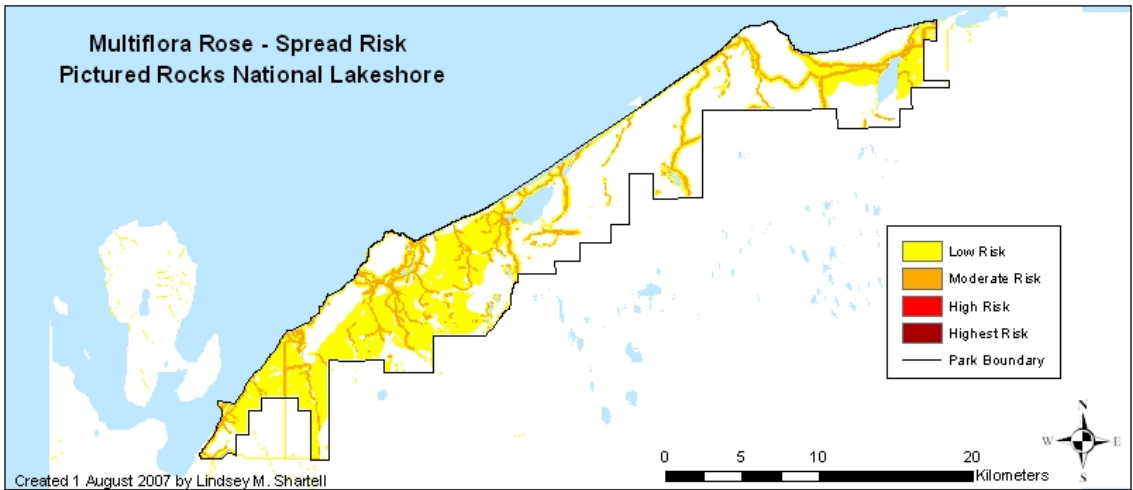 Multiflora Rose - Spread Risk
Pictured Rocks National Lakeshore
Low Risk
Moderate Risk
High Risk
Highest Risk
Park Boundary
N
W E
S
0 5 10 20
Kilometers
Created 1 August 2007 by Lindsey M. Shartell